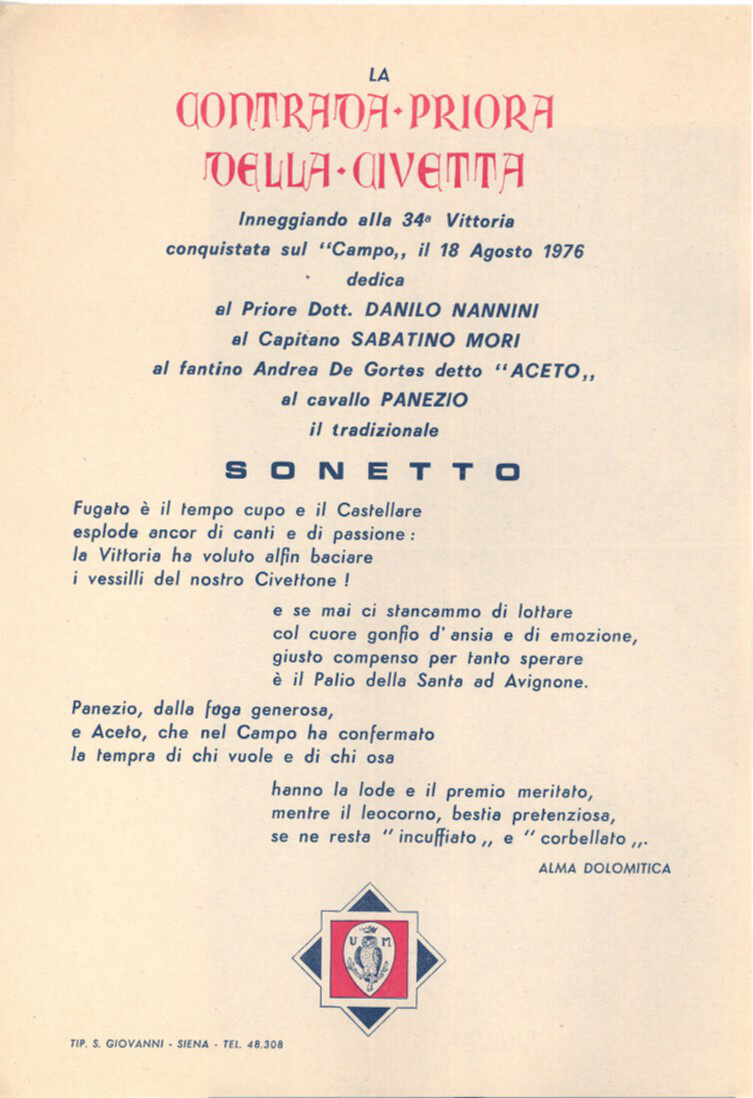 LA
CONTRADA·PRIORA
DELLA·CIVETTA
Inneggiando alla 34ª Vittoria
conquistata sul "Campo,, il 18 Agosto 1976
dedica
al Priore Dott. DANILO NANNINI
al Capitano SABATINO MORI
al fantino Andrea De Gortes detto "ACETO,,
al cavallo PANEZIO
il tradizionale
SONETTO
Fugato è il tempo cupo e il Castellare
esplode ancor di canti e di passione :
la Vittoria ha voluto alfin baciare
i vessilli del nostro Civettone !
e se mai ci stancammo di lottare
col cuore gonfio d'ansia e di emozione,
giusto compenso per tanto sperare
è il Palio della Santa ad Avignone.
Panezio, dalla foga generosa,
e Aceto, che nel Campo ha confermato
la tempra di chi vuole e di chi osa
hanno la lode e il premio meritato,
mentre il leocorno, bestia pretenziosa,
se ne resta "incuffiato,, e "corbellato,,.
ALMA DOLOMITICA
U M
TIP. S. GIOVANNI - SIENA - TEL. 48.308